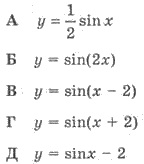 А y = 1/2 sin x
Б y = sin(2x)
В y = sin(x − 2)
Г y = sin(x + 2)
Д y = sinx − 2